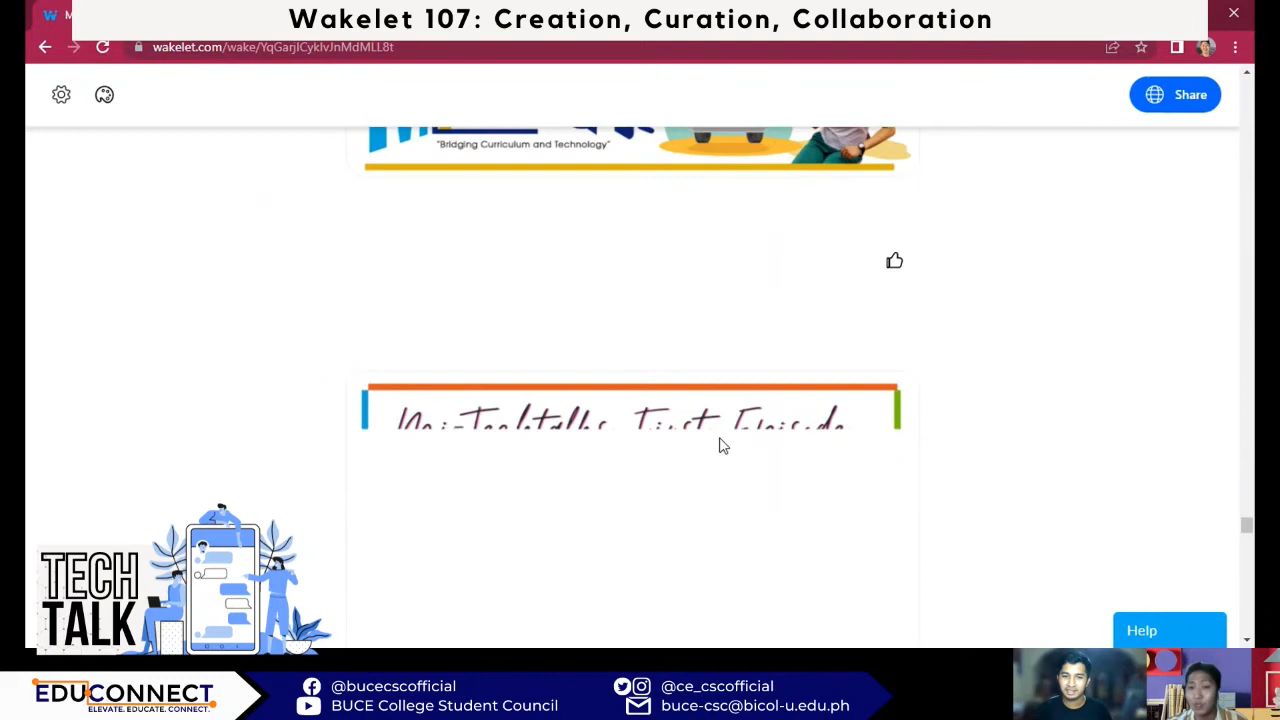 Wakelet 107: Creation, Curation, Collaboration
wakelet.com/wake/YqGarjICyklvJnMdMLL8t
Share
"Bridging Curriculum and Technology"
Help
TECH
TALK
EDUCONNECT
ELEVATE. EDUCATE. CONNECT.
@bucecscofficial
BUCE College Student Council
@ce_cscofficial
buce-csc@bicol-u.edu.ph